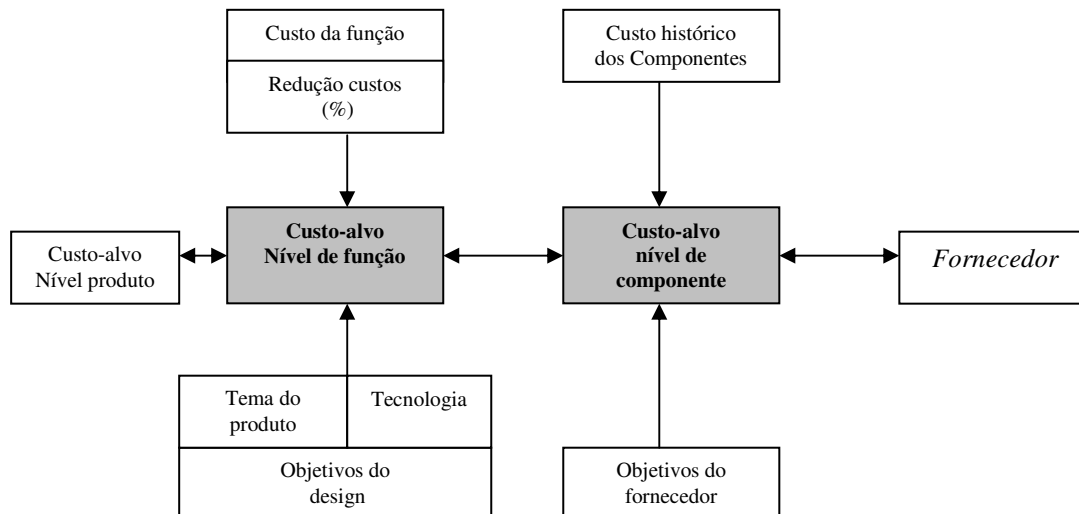 Custo da função
Redução custos
(%)
Custo histórico
dos Componentes
Custo-alvo
Nível produto
Custo-alvo
Nível de função
Custo-alvo
nível de
componente
Fornecedor
Tema do
produto
Tecnologia
Objetivos do
design
Objetivos do
fornecedor